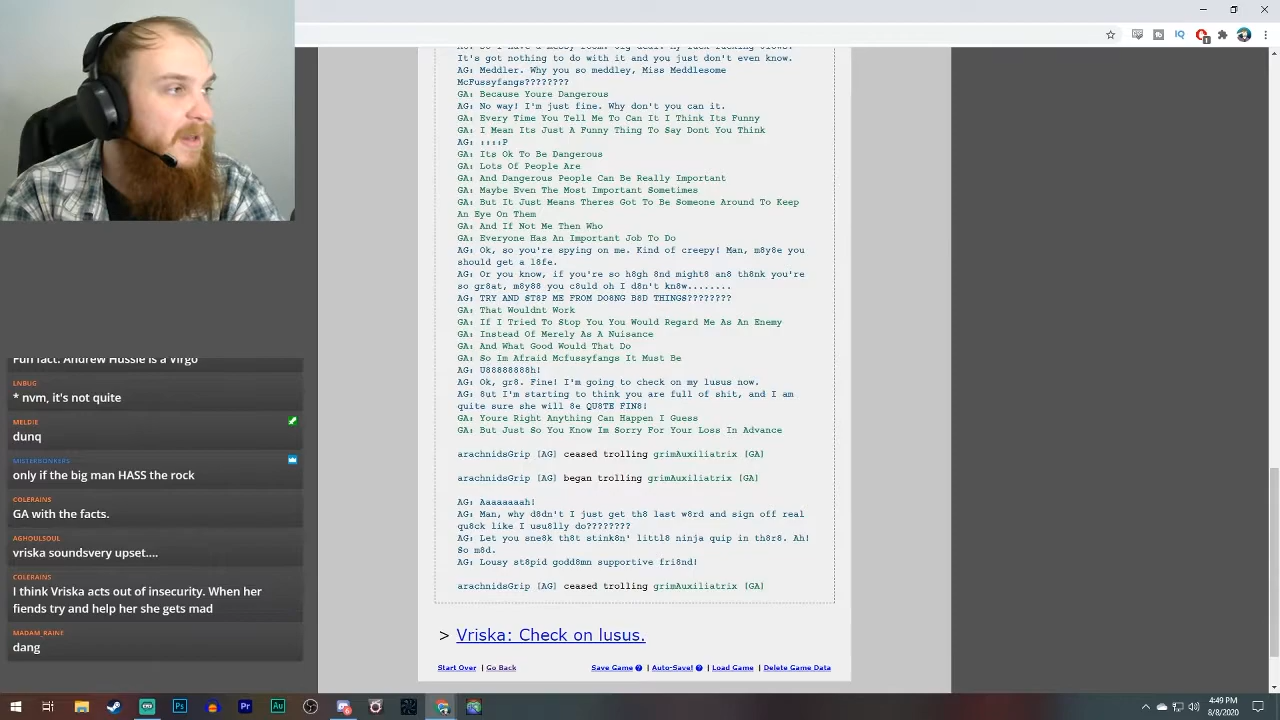 It's got nothing to do with it and you just don't even know.
AG: Meddler. Why you so meddley, Miss Meddlesome
McFussyfangs????????
GA: Because Youre Dangerous
AG: No way! I'm just fine. Why don't you can it.
GA: Every Time You Tell Me To Can It I Think Its Funny
GA: I Mean Its Just A Funny Thing To Say Dont You Think
AG: ::::P
GA: Its Ok To Be Dangerous
GA: Lots Of People Are
GA: And Dangerous People Can Be Really Important
GA: Maybe Even The Most Important Sometimes
GA: But It Just Means Theres Got To Be Someone Around To Keep
An Eye On Them
GA: And If Not Me Then Who
GA: Everyone Has An Important Job To Do
AG: Ok, so you're spying on me. Kind of creepy! Man, m8y8e you
should get a l8fe.
AG: Or you know, if you're so h8gh 8nd might8 an8 th8nk you're
so gr8at, m8y88 you c8uld oh I d8n't kn8w........
AG: TRY AND ST8P ME FROM DO8NG B8D THINGS????????
GA: That Wouldnt Work
GA: If I Tried To Stop You You Would Regard Me As An Enemy
GA: Instead Of Merely As A Nuisance
GA: And What Good Would That Do
GA: So Im Afraid Mcfussyfangs It Must Be
AG: U88888888h!
AG: Ok, gr8. Fine! I'm going to check on my lusus now.
AG: 8ut I'm starting to think you are full of shit, and I am
quite sure she will 8e QU8TE FIN8!
GA: Youre Right Anything Can Happen I Guess
GA: But Just So You Know Im Sorry For Your Loss In Advance
arachnidsGrip [AG] ceased trolling grimAuxiliatrix [GA]
arachnidsGrip [AG] began trolling grimAuxiliatrix [GA]
AG: Aaaaaaaah!
AG: Man, why d8dn't I just get th8 last w8rd and sign off real
qu8ck like I usu8lly do????????
AG: Let you sne8k th8t stink8n' littl8 ninja quip in th8r8. Ah!
So m8d.
AG: Lousy st8pid godd8mn supportive fri8nd!
arachnidsGrip [AG] ceased trolling grimAuxiliatrix [GA]
> Vriska: Check on lusus.
Start Over | Go Back
Save Game | Auto-Save! | Load Game | Delete Game Data
Fun fact: Andrew Hussie is a Virgo
LNBUG
* nvm, it's not quite
MELDIE
dunq
MISTERBONKERS
only if the big man HASS the rock
COLERAINS
GA with the facts.
AGHOULSOUL
vriska soundsvery upset....
COLERAINS
I think Vriska acts out of insecurity. When her
fiends try and help her she gets mad
MADAM_RAINE
dang
IQ
1
Ps
Pr
Au
4:49 PM
8/8/2020